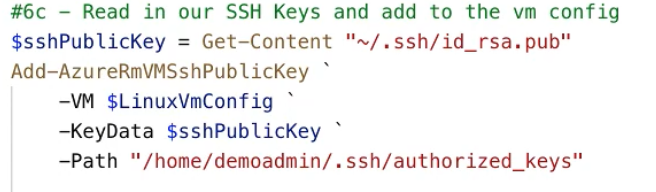 #6c - Read in our SSH Keys and add to the vm config
$sshPublicKey = Get-Content "~/.ssh/id_rsa.pub"
Add-AzureRmVMSshPublicKey `
    -VM $LinuxVmConfig `
    -KeyData $sshPublicKey `
    -Path "/home/demoadmin/.ssh/authorized_keys"